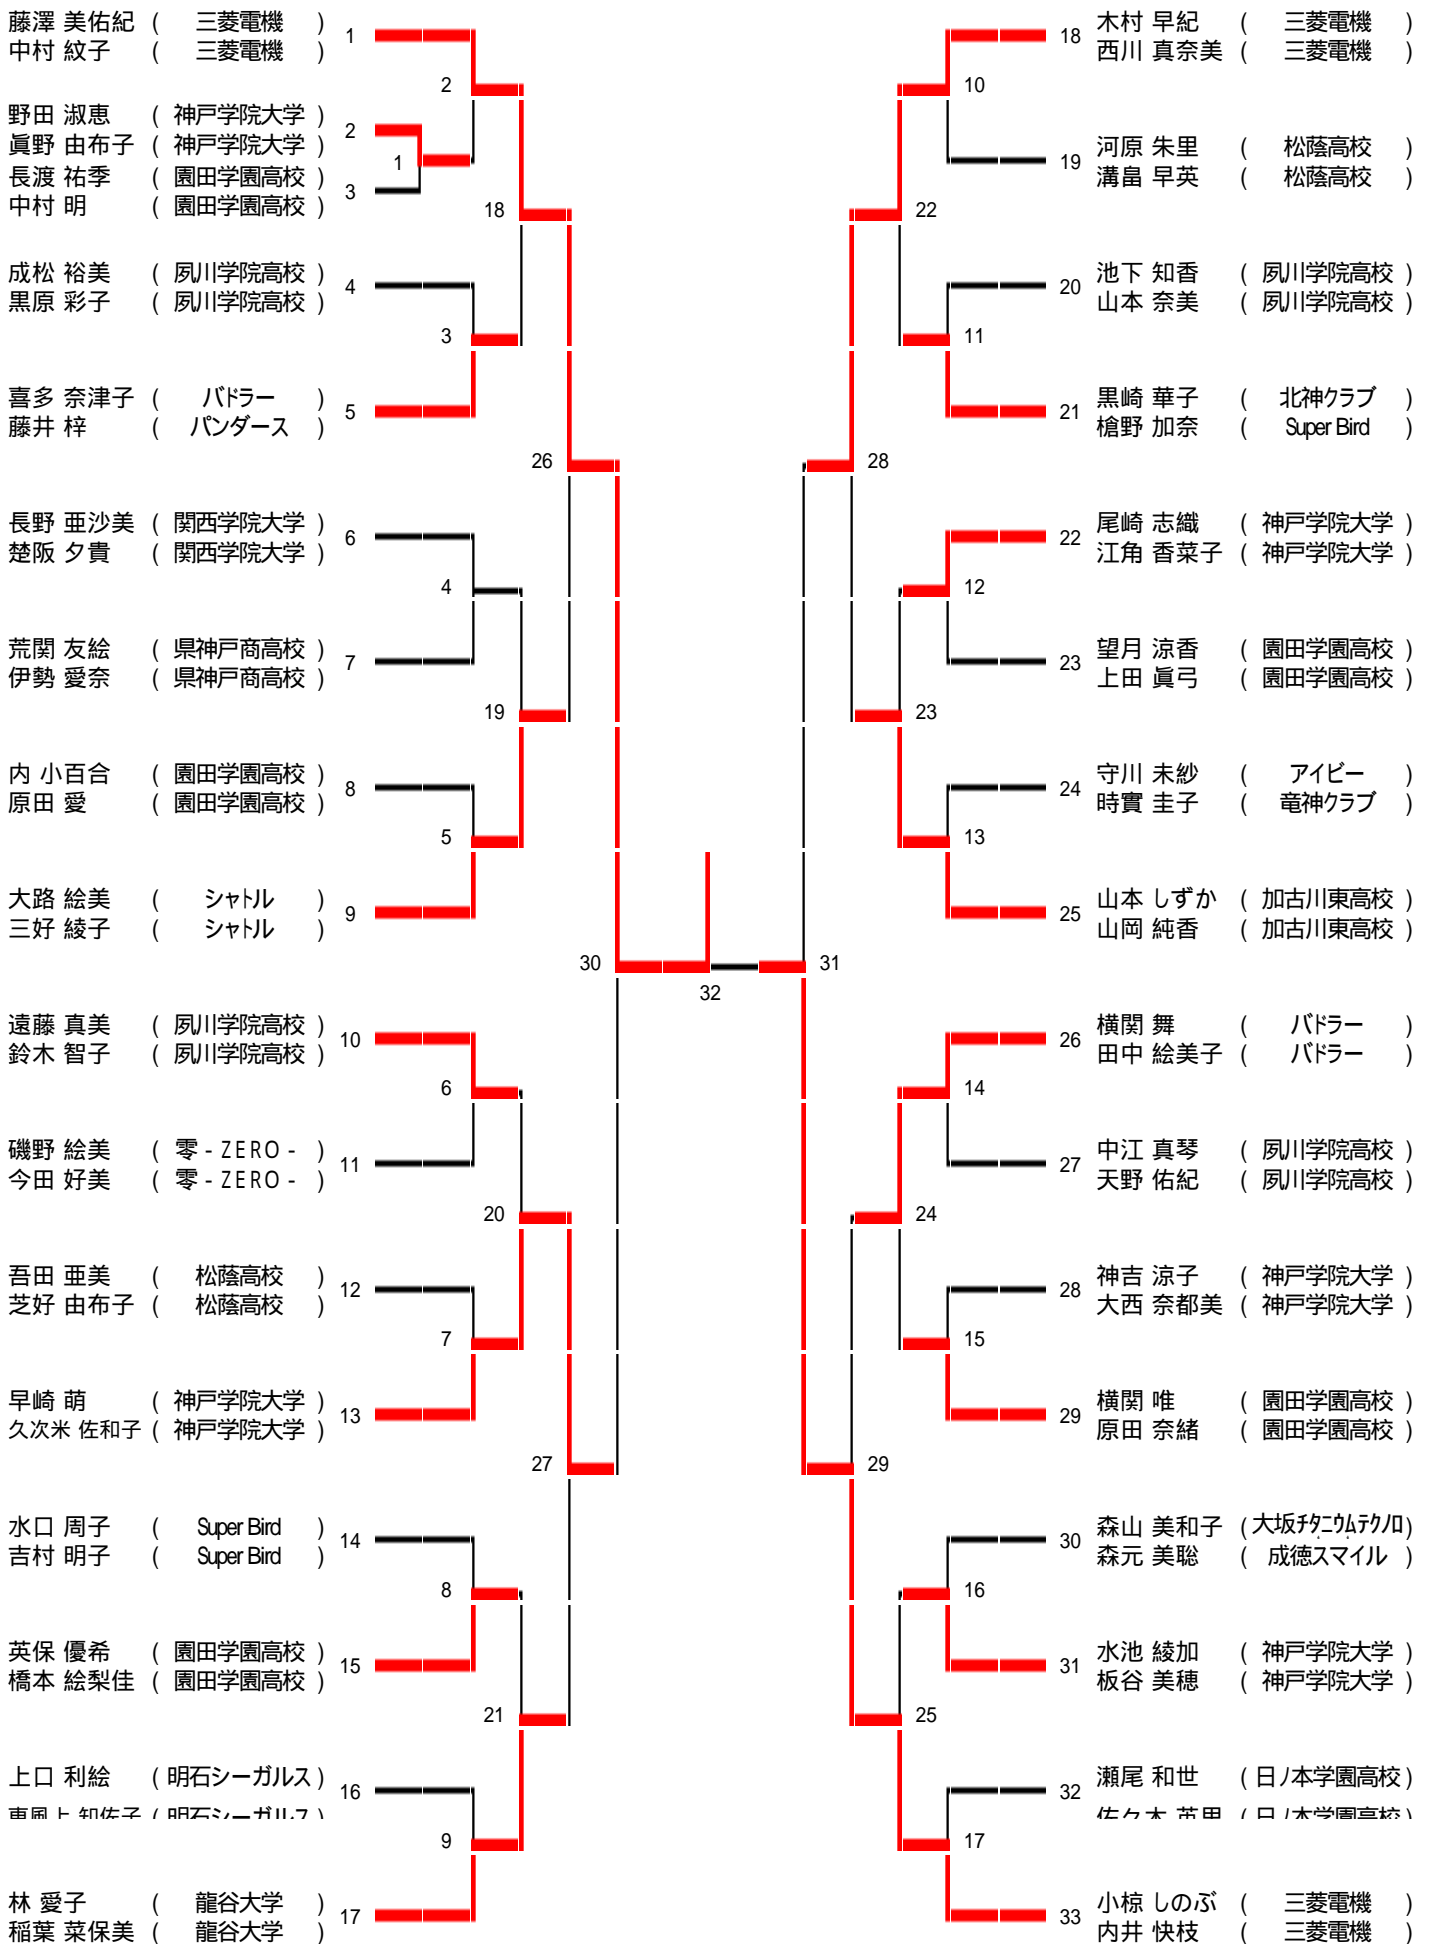 藤澤 美佑紀 ( 三菱電機 )
中村 紋子 ( 三菱電機 )
1
2
野田 淑恵 ( 神戸学院大学 )
眞野 由布子 ( 神戸学院大学 )
2
1
長渡 祐季 ( 園田学園高校 )
中村 明 ( 園田学園高校 )
3
18
成松 裕美 ( 夙川学院高校 )
黒原 彩子 ( 夙川学院高校 )
4
3
喜多 奈津子 ( バドラー )
藤井 梓 ( パンダース )
5
26
長野 亜沙美 ( 関西学院大学 )
楚阪 夕貴 ( 関西学院大学 )
6
4
荒関 友絵 ( 県神戸商高校 )
伊勢 愛奈 ( 県神戸商高校 )
7
19
内 小百合 ( 園田学園高校 )
原田 愛 ( 園田学園高校 )
8
5
大路 絵美 ( シャトル )
三好 綾子 ( シャトル )
9
30
32
遠藤 真美 ( 夙川学院高校 )
鈴木 智子 ( 夙川学院高校 )
10
6
磯野 絵美 ( 零 - ZERO - )
今田 好美 ( 零 - ZERO - )
11
20
吾田 亜美 ( 松蔭高校 )
芝好 由布子 ( 松蔭高校 )
12
7
早崎 萌 ( 神戸学院大学 )
久次米 佐和子 ( 神戸学院大学 )
13
27
水口 周子 ( Super Bird )
吉村 明子 ( Super Bird )
14
8
英保 優希 ( 園田学園高校 )
橋本 絵梨佳 ( 園田学園高校 )
15
21
上口 利絵 ( 明石シーガルス )
東風上 知佐子 ( 明石シーガルス )
16
9
林 愛子 ( 龍谷大学 )
稲葉 菜保美 ( 龍谷大学 )
17
18
木村 早紀 ( 三菱電機 )
西川 真奈美 ( 三菱電機 )
10
19
河原 朱里 ( 松蔭高校 )
溝畠 早英 ( 松蔭高校 )
22
20
池下 知香 ( 夙川学院高校 )
山本 奈美 ( 夙川学院高校 )
11
21
黒崎 華子 ( 北神クラブ )
槍野 加奈 ( Super Bird )
28
22
尾崎 志織 ( 神戸学院大学 )
江角 香菜子 ( 神戸学院大学 )
12
23
望月 涼香 ( 園田学園高校 )
上田 眞弓 ( 園田学園高校 )
23
24
守川 未紗 ( アイビー )
時實 圭子 ( 竜神クラブ )
13
25
山本 しずか ( 加古川東高校 )
山岡 純香 ( 加古川東高校 )
31
26
横関 舞 ( バドラー )
田中 絵美子 ( バドラー )
14
27
中江 真琴 ( 夙川学院高校 )
天野 佑紀 ( 夙川学院高校 )
24
28
神吉 涼子 ( 神戸学院大学 )
大西 奈都美 ( 神戸学院大学 )
15
29
横関 唯 ( 園田学園高校 )
原田 奈緒 ( 園田学園高校 )
29
30
森山 美和子 ( 大坂チタニウムテクノロ )
森元 美聡 ( 成徳スマイル )
16
31
水池 綾加 ( 神戸学院大学 )
板谷 美穂 ( 神戸学院大学 )
25
32
瀬尾 和世 ( 日ノ本学園高校 )
佐々木 英里 ( 日ノ本学園高校 )
17
33
小椋 しのぶ ( 三菱電機 )
内井 快枝 ( 三菱電機 )